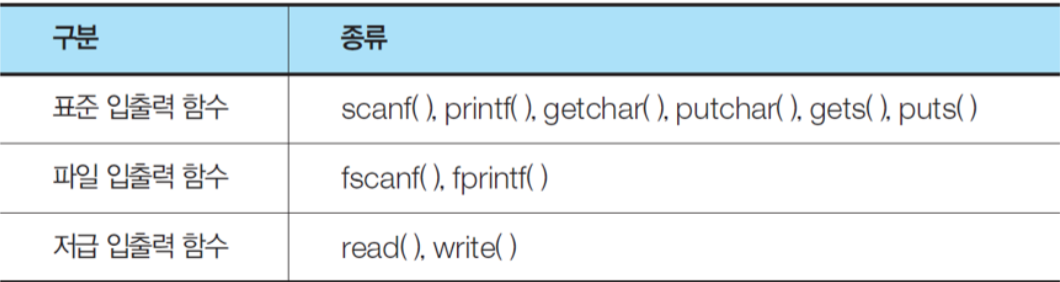 구분 종류
표준 입출력 함수 scanf( ), printf( ), getchar( ), putchar( ), gets( ), puts( )
파일 입출력 함수 fscanf( ), fprintf( )
저급 입출력 함수 read( ), write( )